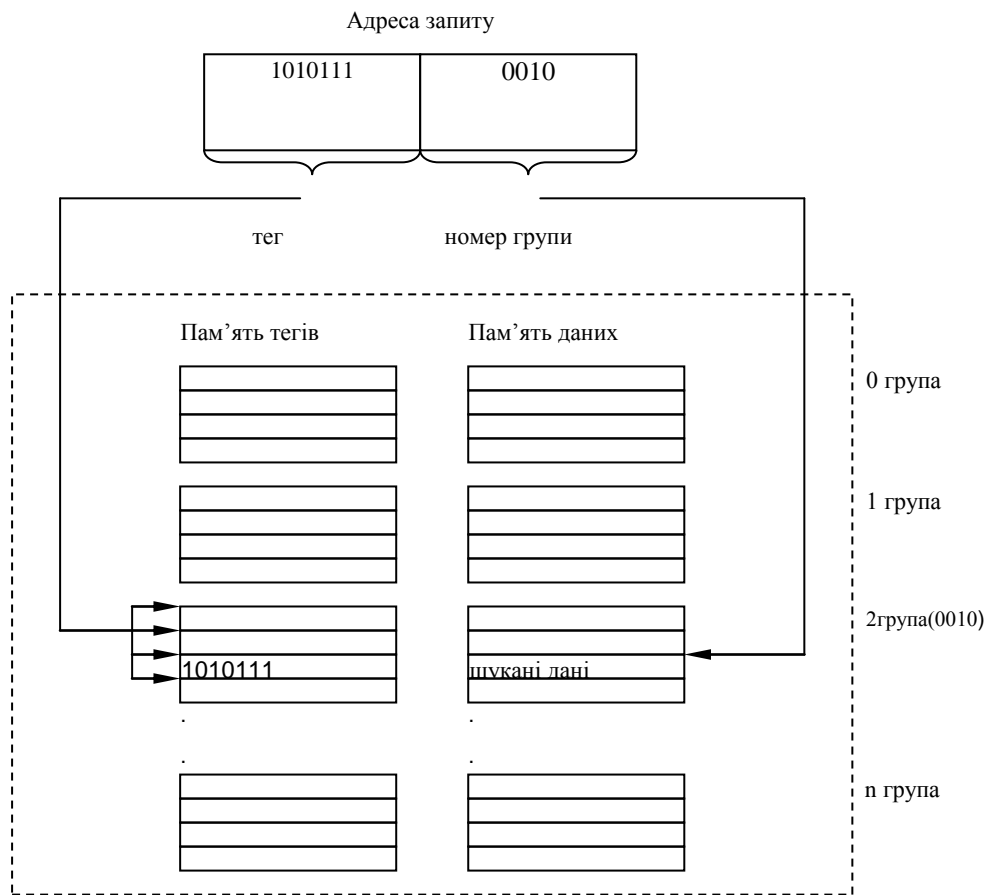 Адреса запиту
1010111 0010
тег номер групи
Пам’ять тегів Пам’ять даних
0 група
1 група
2група(0010)
1010111 шукані дані
. .
. .
n група